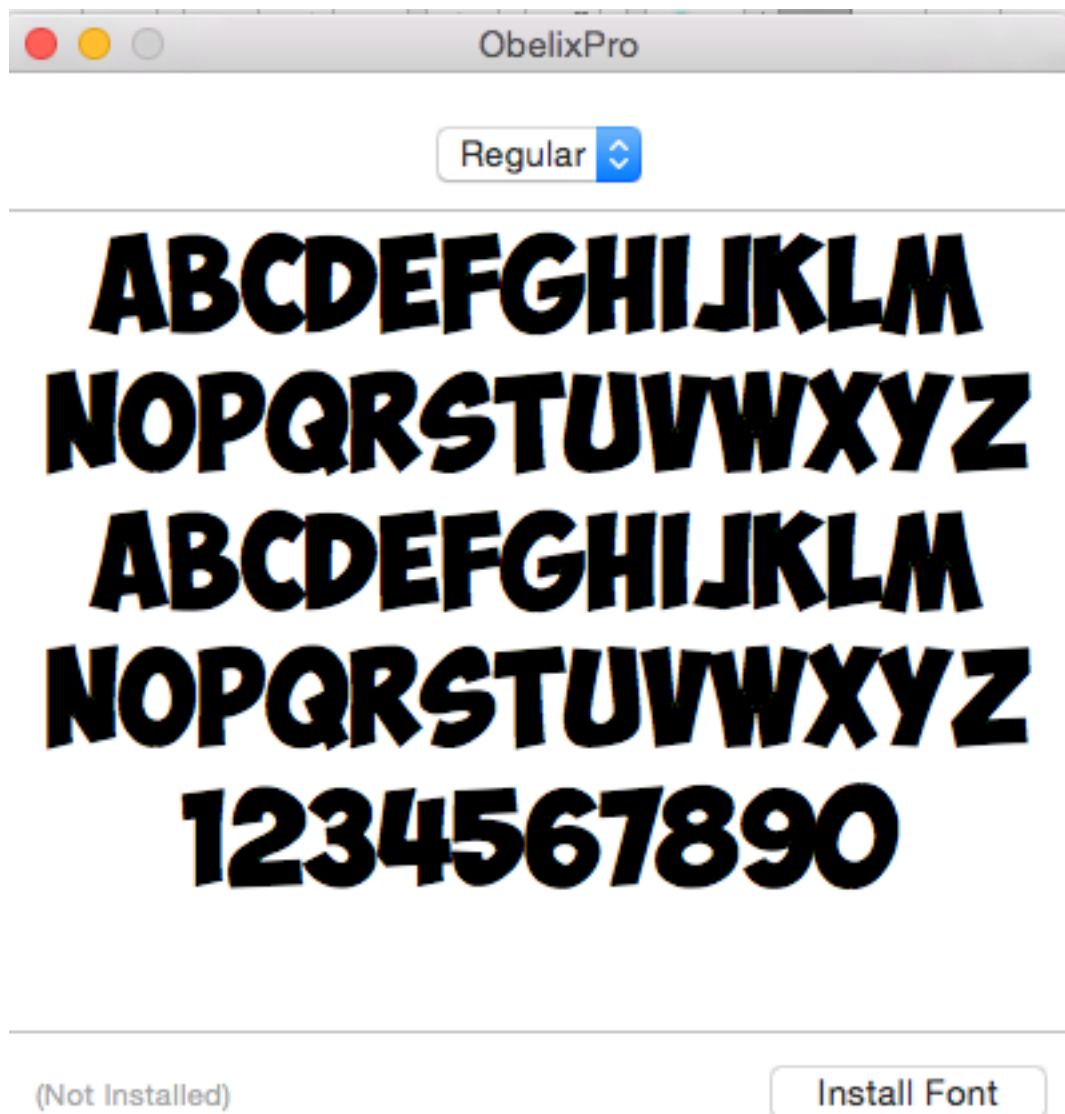 ObelixPro
Regular
ABCDEFGHIJKLM
NOPQRSTUVWXYZ
ABCDEFGHIJKLM
NOPQRSTUVWXYZ
1234567890
(Not Installed)
Install Font